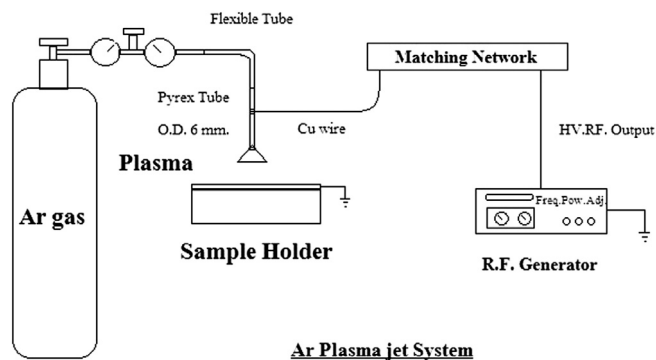 Flexible Tube
Matching Network
Pyrex Tube
O.D. 6 mm.
Cu wire
HV.RF. Output
Plasma
Ar gas
Freq.Pow.Adj.
Sample Holder
R.F. Generator
Ar Plasma jet System